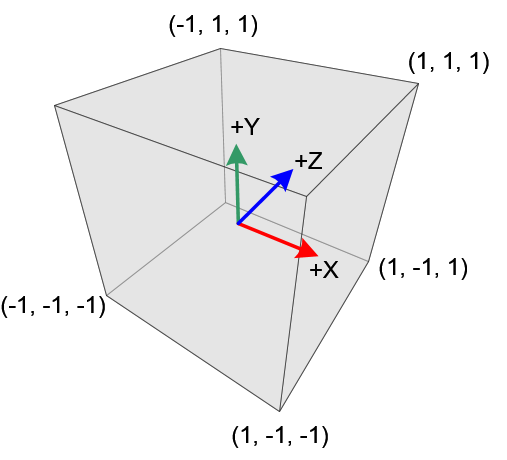 (-1, 1, 1)
(1, 1, 1)
+Y
+Z
+X
(1, -1, 1)
(-1, -1, -1)
(1, -1, -1)